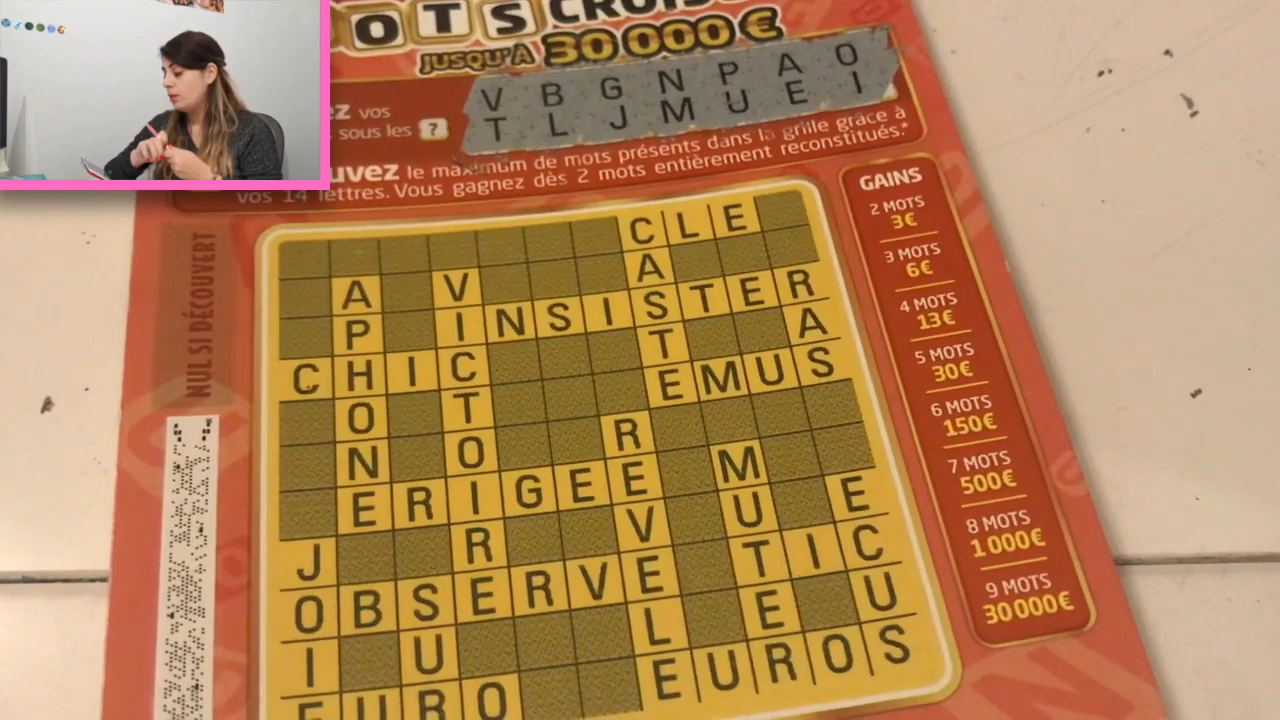 OTS CROIS
JUSQU'À 30 000 €
V B G N P A O
T L J M U E I
vos
sous les ?
le maximum de mots présents dans la grille grâce à
vos 14 lettres. Vous gagnez dès 2 mots entièrement reconstitués.*
NUL SI DÉCOUVERT
CLE
A V A
P I N S I S T E R
H T A
C H I C E M U S
O T R
N O E M
E R I G E E U E
J R V T I C
O B S E R V E E U
I U L
E U R O E U R O S
GAINS
2 MOTS
3€
3 MOTS
6€
4 MOTS
13€
5 MOTS
30€
6 MOTS
150€
7 MOTS
500€
8 MOTS
1 000€
9 MOTS
30 000€